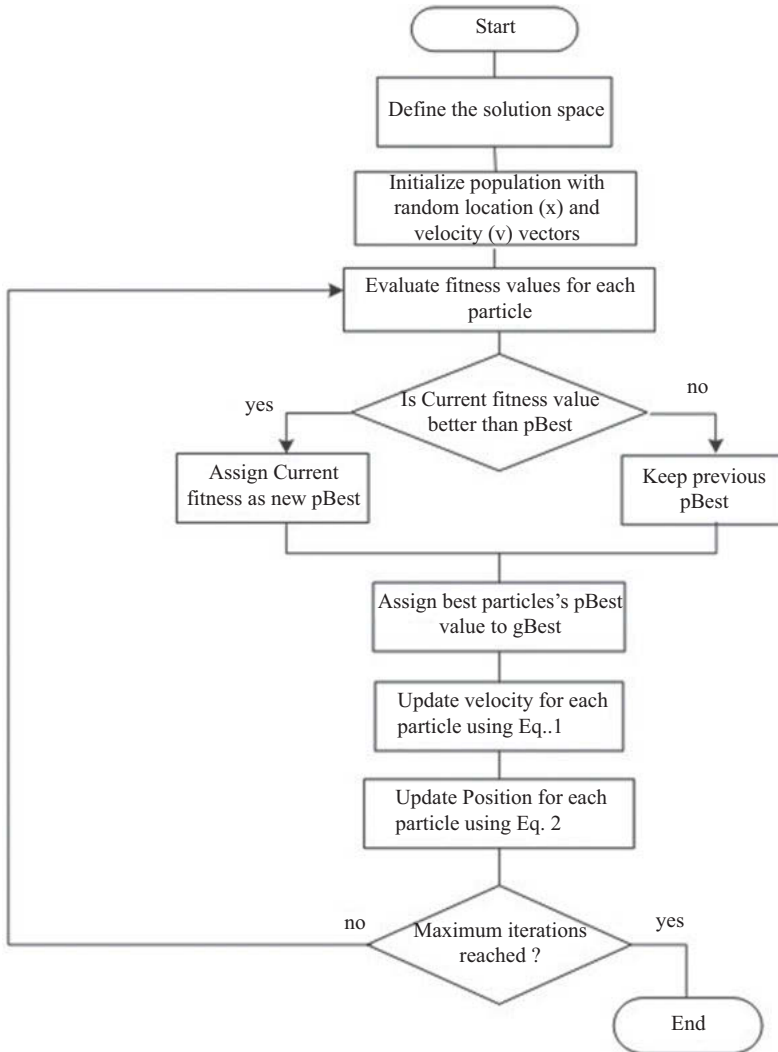 Start
Define the solution space
Initialize population with
random location (x) and
velocity (v) vectors
Evaluate fitness values for each
particle
Is Current fitness value
better than pBest
yes
no
Assign Current
fitness as new pBest
Keep previous
pBest
Assign best particles's pBest
value to gBest
Update velocity for each
particle using Eq..1
Update Position for each
particle using Eq. 2
Maximum iterations
reached ?
no
yes
End